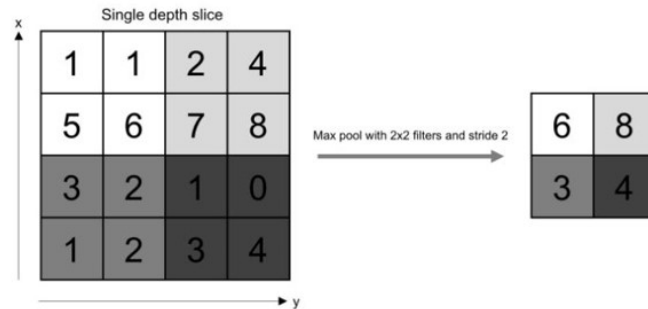 Single depth slice
x
1 1 2 4
5 6 7 8
3 2 1 0
1 2 3 4
y
Max pool with 2x2 filters and stride 2
6 8
3 4